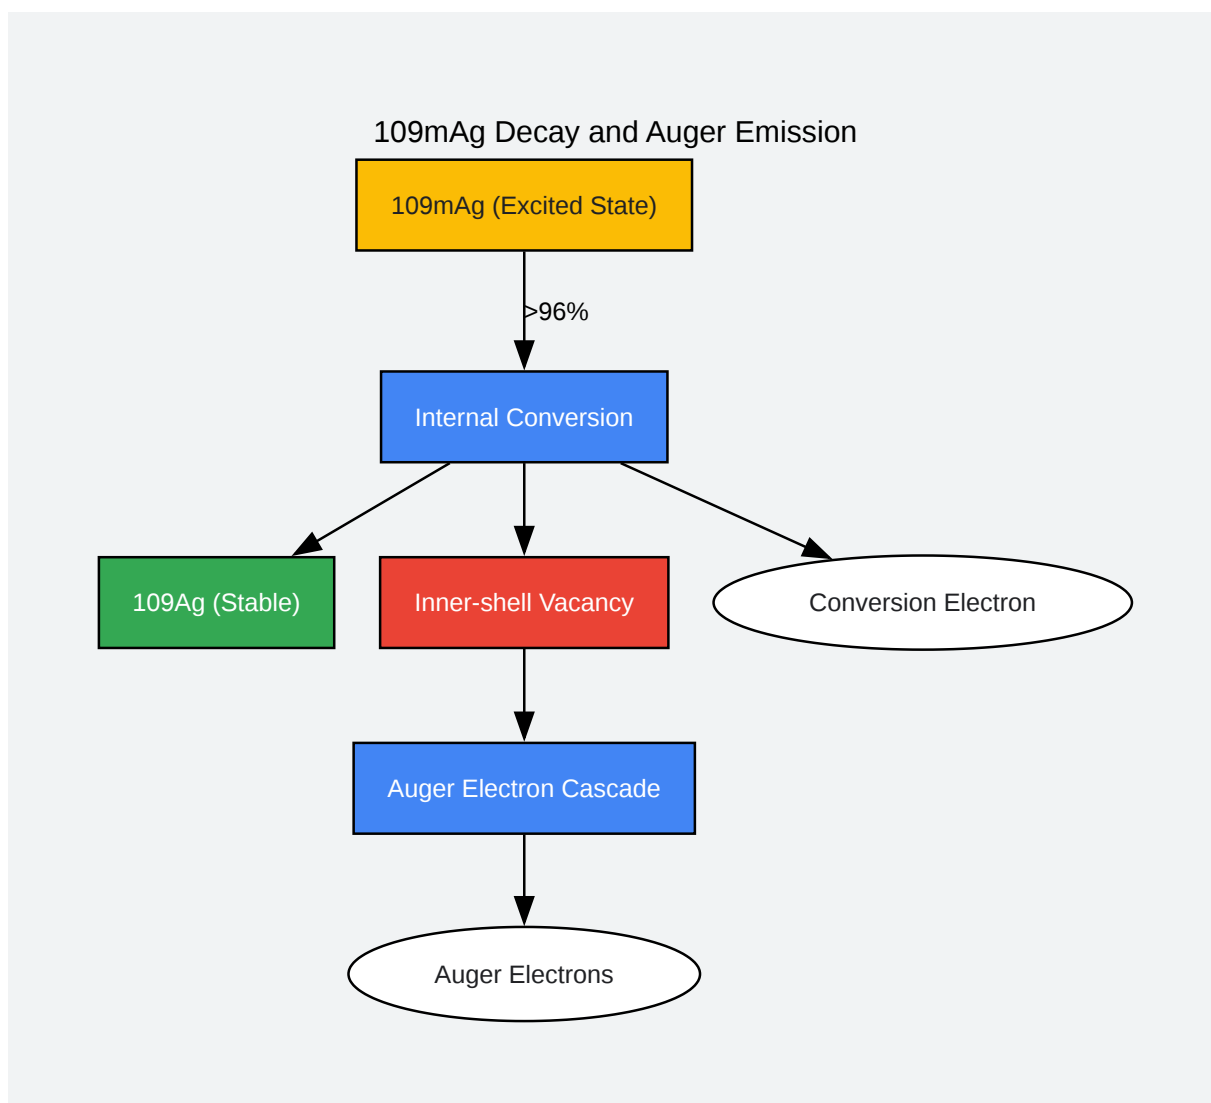 109mAg Decay and Auger Emission
109mAg (Excited State)
>96%
Internal Conversion
109Ag (Stable)
Inner-shell Vacancy
Conversion Electron
Auger Electron Cascade
Auger Electrons